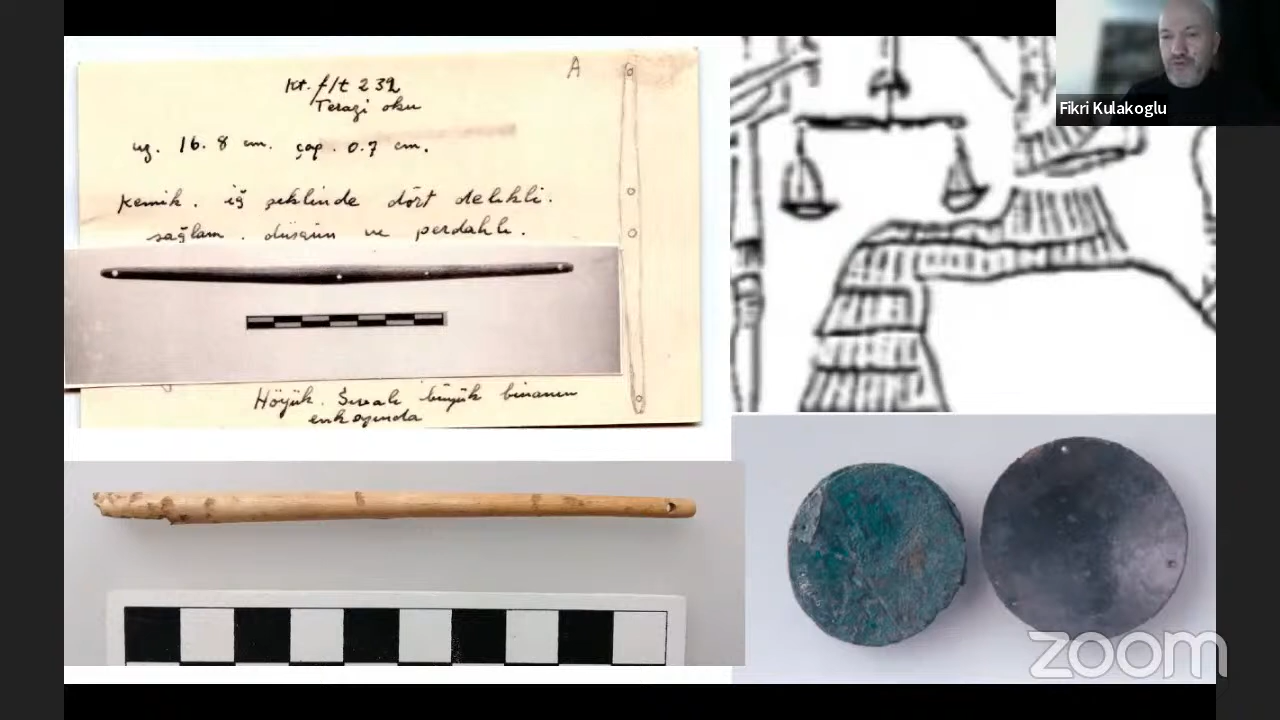 A
Kt. f/t 232
Terazi oku
uz. 16.8 cm. çap. 0.7 cm.
Kemik. iğ şeklinde dört delikli.
sağlam. düzgün ve perdahlı.
Höyük. büyük binanın
enkazında
Fikri Kulakoglu
zoom